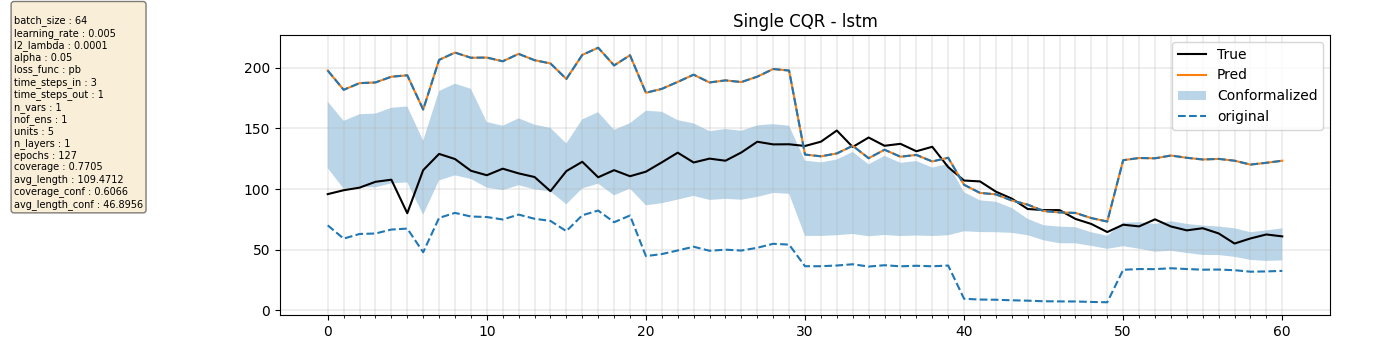 batch_size : 64
learning_rate : 0.005
l2_lambda : 0.0001
alpha : 0.05
loss_func : pb
time_steps_in : 3
time_steps_out : 1
n_vars : 1
nof_ens : 1
units : 5
n_layers : 1
epochs : 127
coverage : 0.7705
avg_length : 109.4712
coverage_conf : 0.6066
avg_length_conf : 46.8956
Single CQR - lstm
True
Pred
Conformalized
original
200
150
100
50
0
0 10 20 30 40 50 60